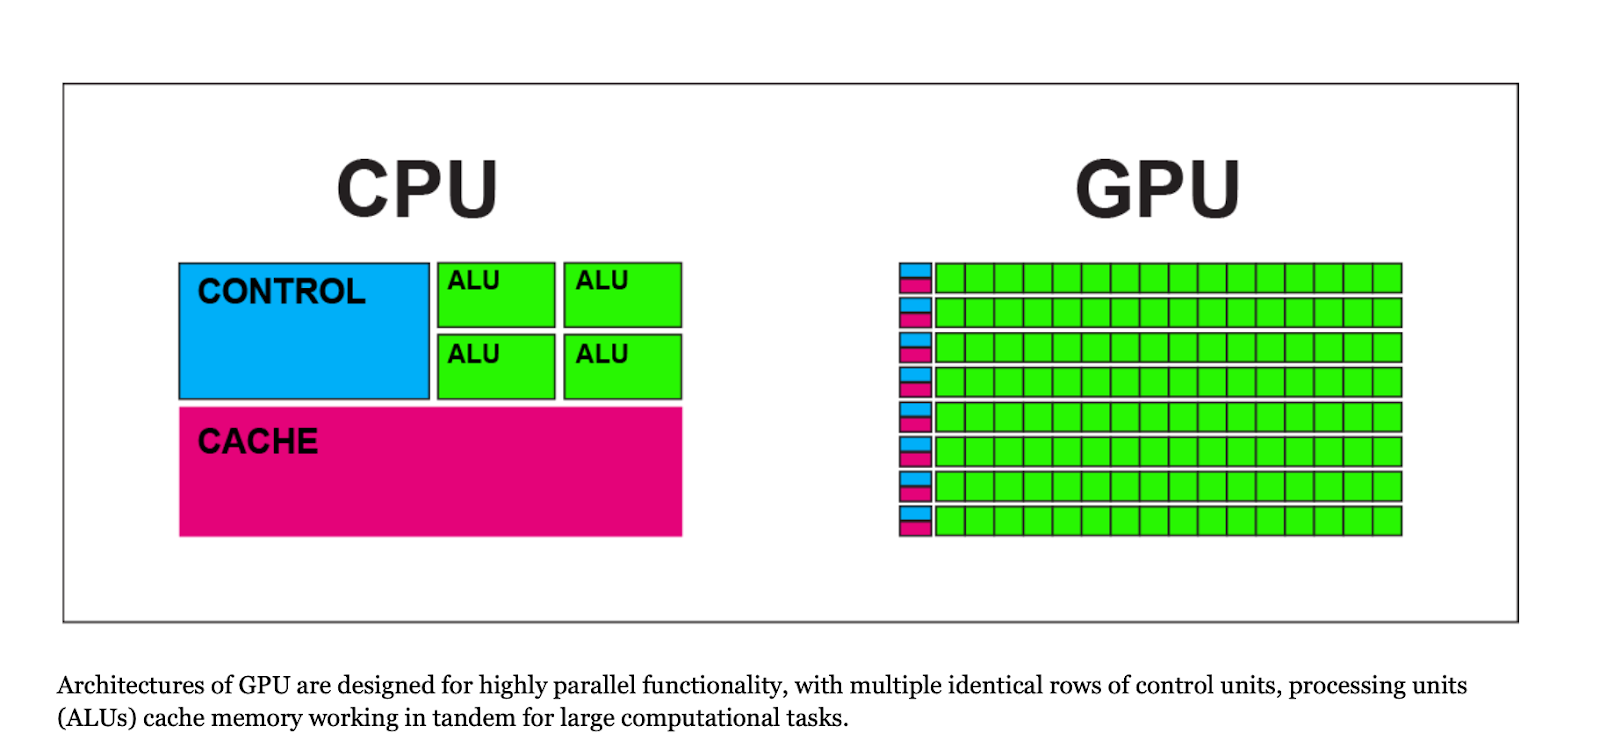 CPU
GPU
CONTROL
ALU
ALU
ALU
ALU
CACHE
Architectures of GPU are designed for highly parallel functionality, with multiple identical rows of control units, processing units
(ALUs) cache memory working in tandem for large computational tasks.